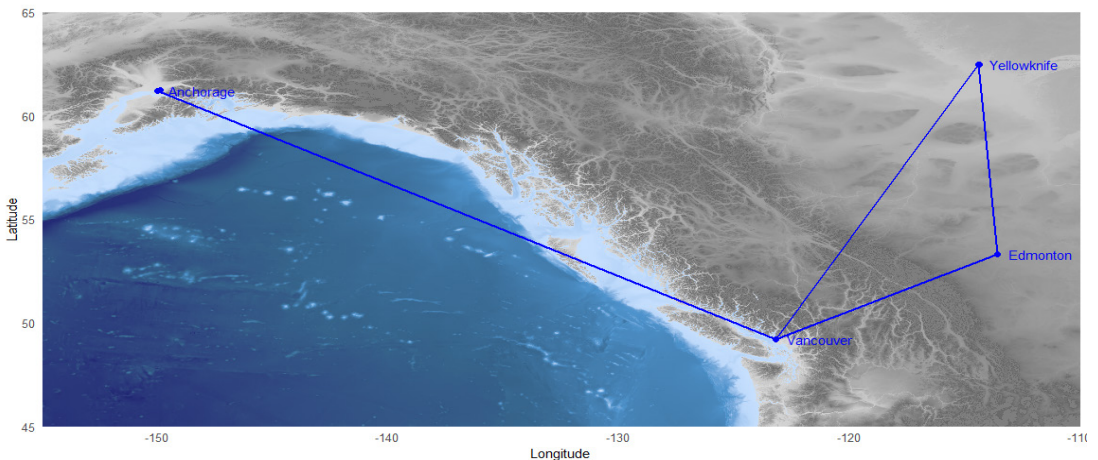 65
Yellowknife
Anchorage
60
Latitude
55
Edmonton
50
Vancouver
45
-150
-140
-130
-120
-110
Longitude